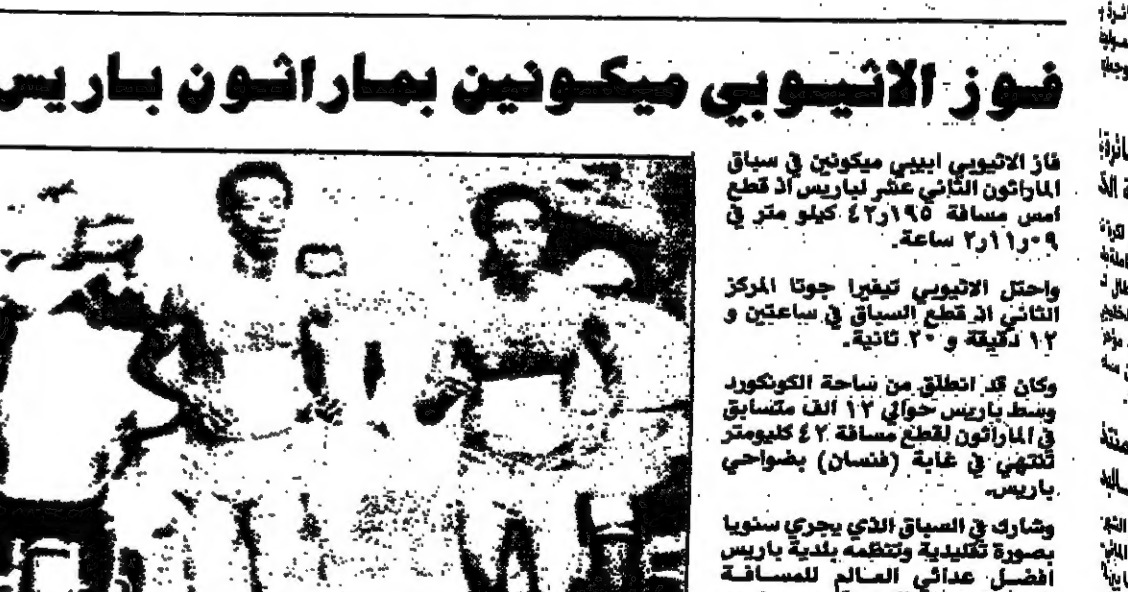 فوز الاثيوبي ميكونين بماراثون باريس
فاز الاثيوبي ابيبي ميكونين في سباق
الماراثون الثاني عشر لباريس اذ قطع
امس مسافة ١٩٥ر٤٢ كيلو متر في
٠٩ر١١ر٢ ساعة.
واحتل الاثيوبي تيفيرا جوتا المركز
الثاني اذ قطع السباق في ساعتين و
١٢ دقيقة و ٢٠ ثانية.
وكان قد انطلق من ساحة الكونكورد
وسط باريس حوالي ١٢ الف متسابق
في الماراثون لقطع مسافة ٤٢ كليومتر
تنتهي في غابة (فنسان) بضواحي
باريس.
وشارك في السباق الذي يجري سنويا
بصورة تقليدية وتنظمه بلدية باريس
افضل عدائي العالم للمسافة